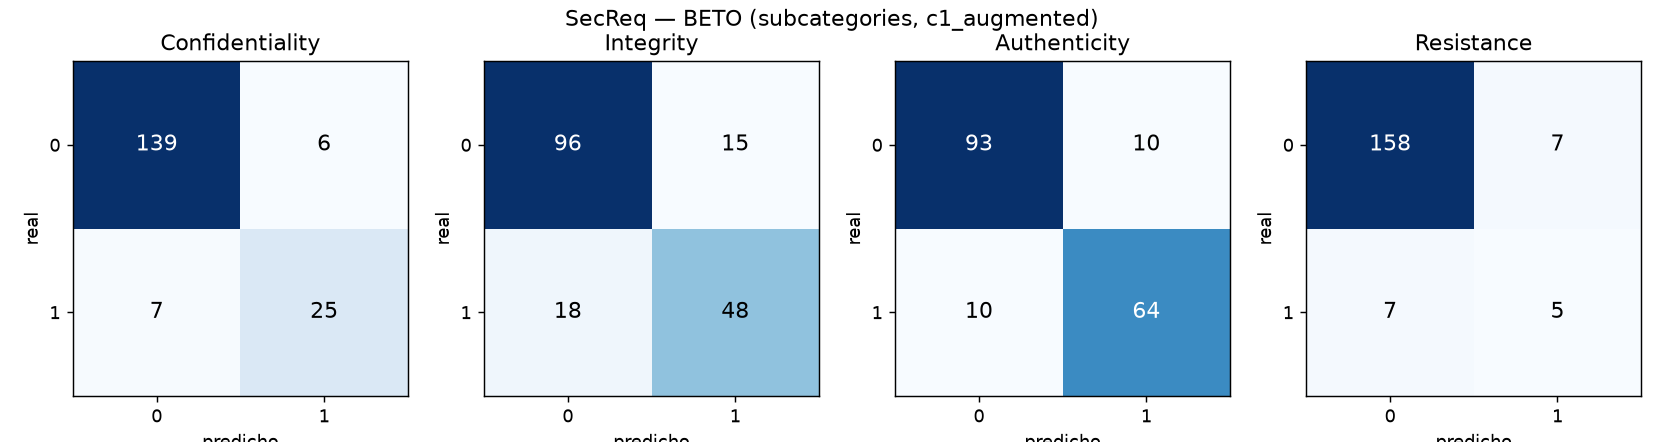 SecReq — BETO (subcategories, c1_augmented)
Confidentiality
Integrity
Authenticity
Resistance
0 139 6
0 96 15
0 93 10
0 158 7
real
real
real
real
1 7 25
1 18 48
1 10 64
1 7 5
0 1
0 1
0 1
0 1
predicho
predicho
predicho
predicho